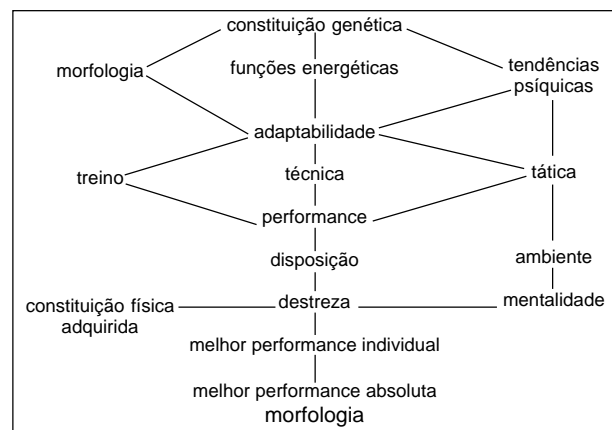 constituição genética
morfologia
funções energéticas
tendências
psíquicas
adaptabilidade
treino
técnica
tática
performance
disposição
ambiente
constituição física
adquirida
destreza
mentalidade
melhor performance individual
melhor performance absoluta
morfologia